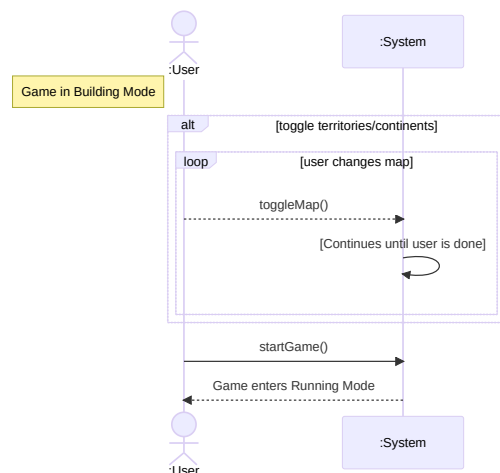 :User
:System
Game in Building Mode
alt
[toggle territories/continents]
loop
[user changes map]
toggleMap()
[Continues until user is done]
startGame()
Game enters Running Mode
:User
:System